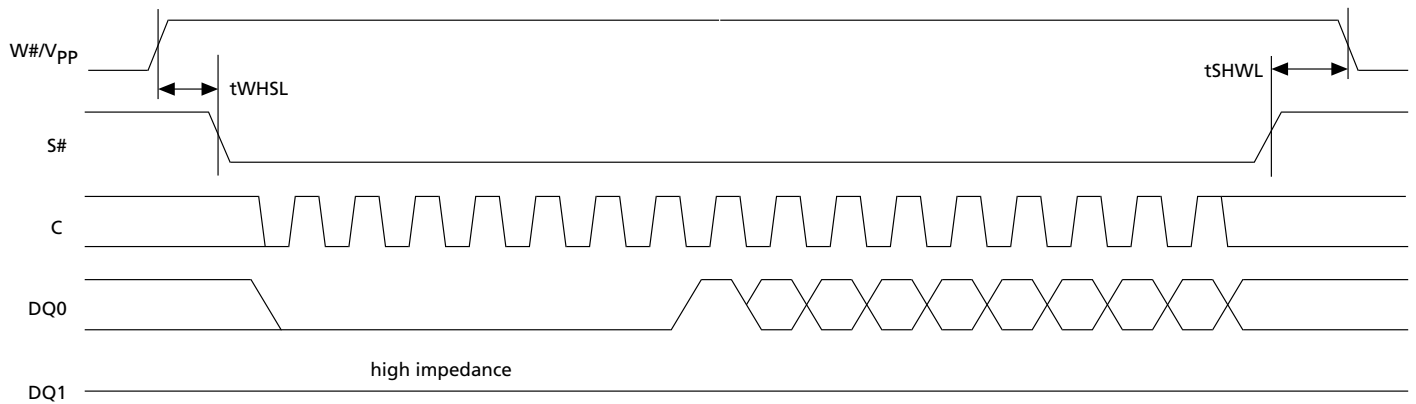 W#/VPP
tSHWL
tWHSL
S#
C
DQ0
high impedance
DQ1